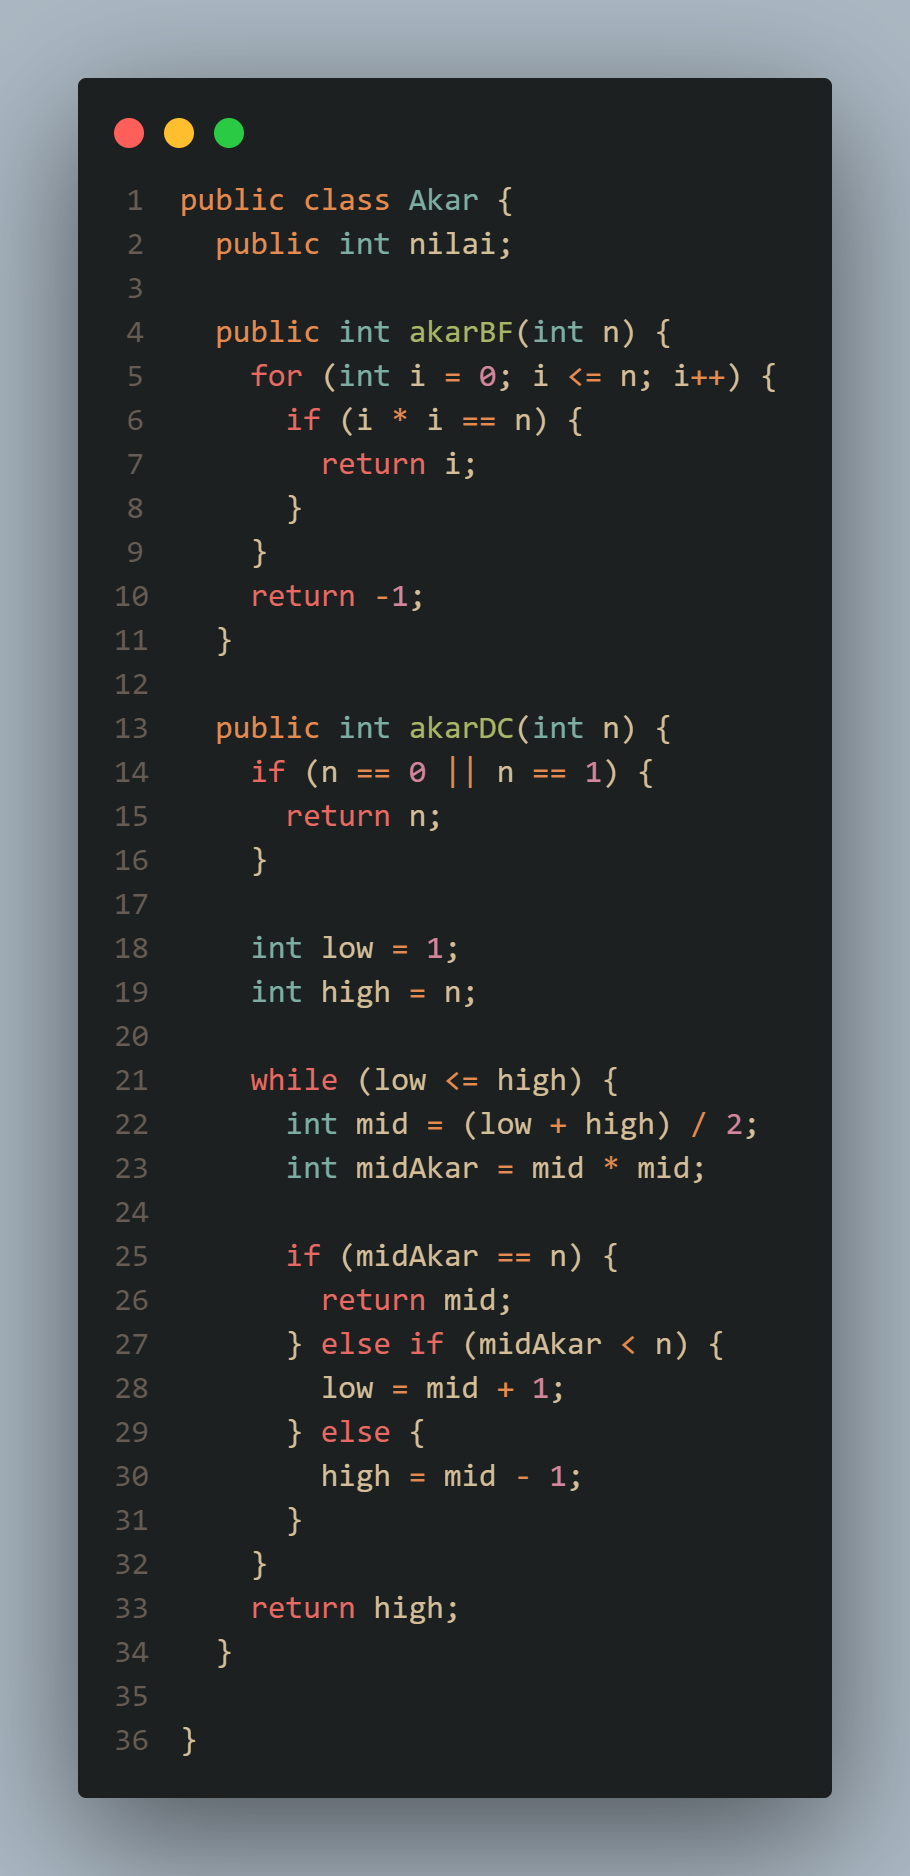 1 public class Akar {
2   public int nilai;
3
4   public int akarBF(int n) {
5     for (int i = 0; i <= n; i++) {
6       if (i * i == n) {
7         return i;
8       }
9     }
10     return -1;
11   }
12
13   public int akarDC(int n) {
14     if (n == 0 || n == 1) {
15       return n;
16     }
17
18     int low = 1;
19     int high = n;
20
21     while (low <= high) {
22       int mid = (low + high) / 2;
23       int midAkar = mid * mid;
24
25       if (midAkar == n) {
26         return mid;
27       } else if (midAkar < n) {
28         low = mid + 1;
29       } else {
30         high = mid - 1;
31       }
32     }
33     return high;
34   }
35
36 }